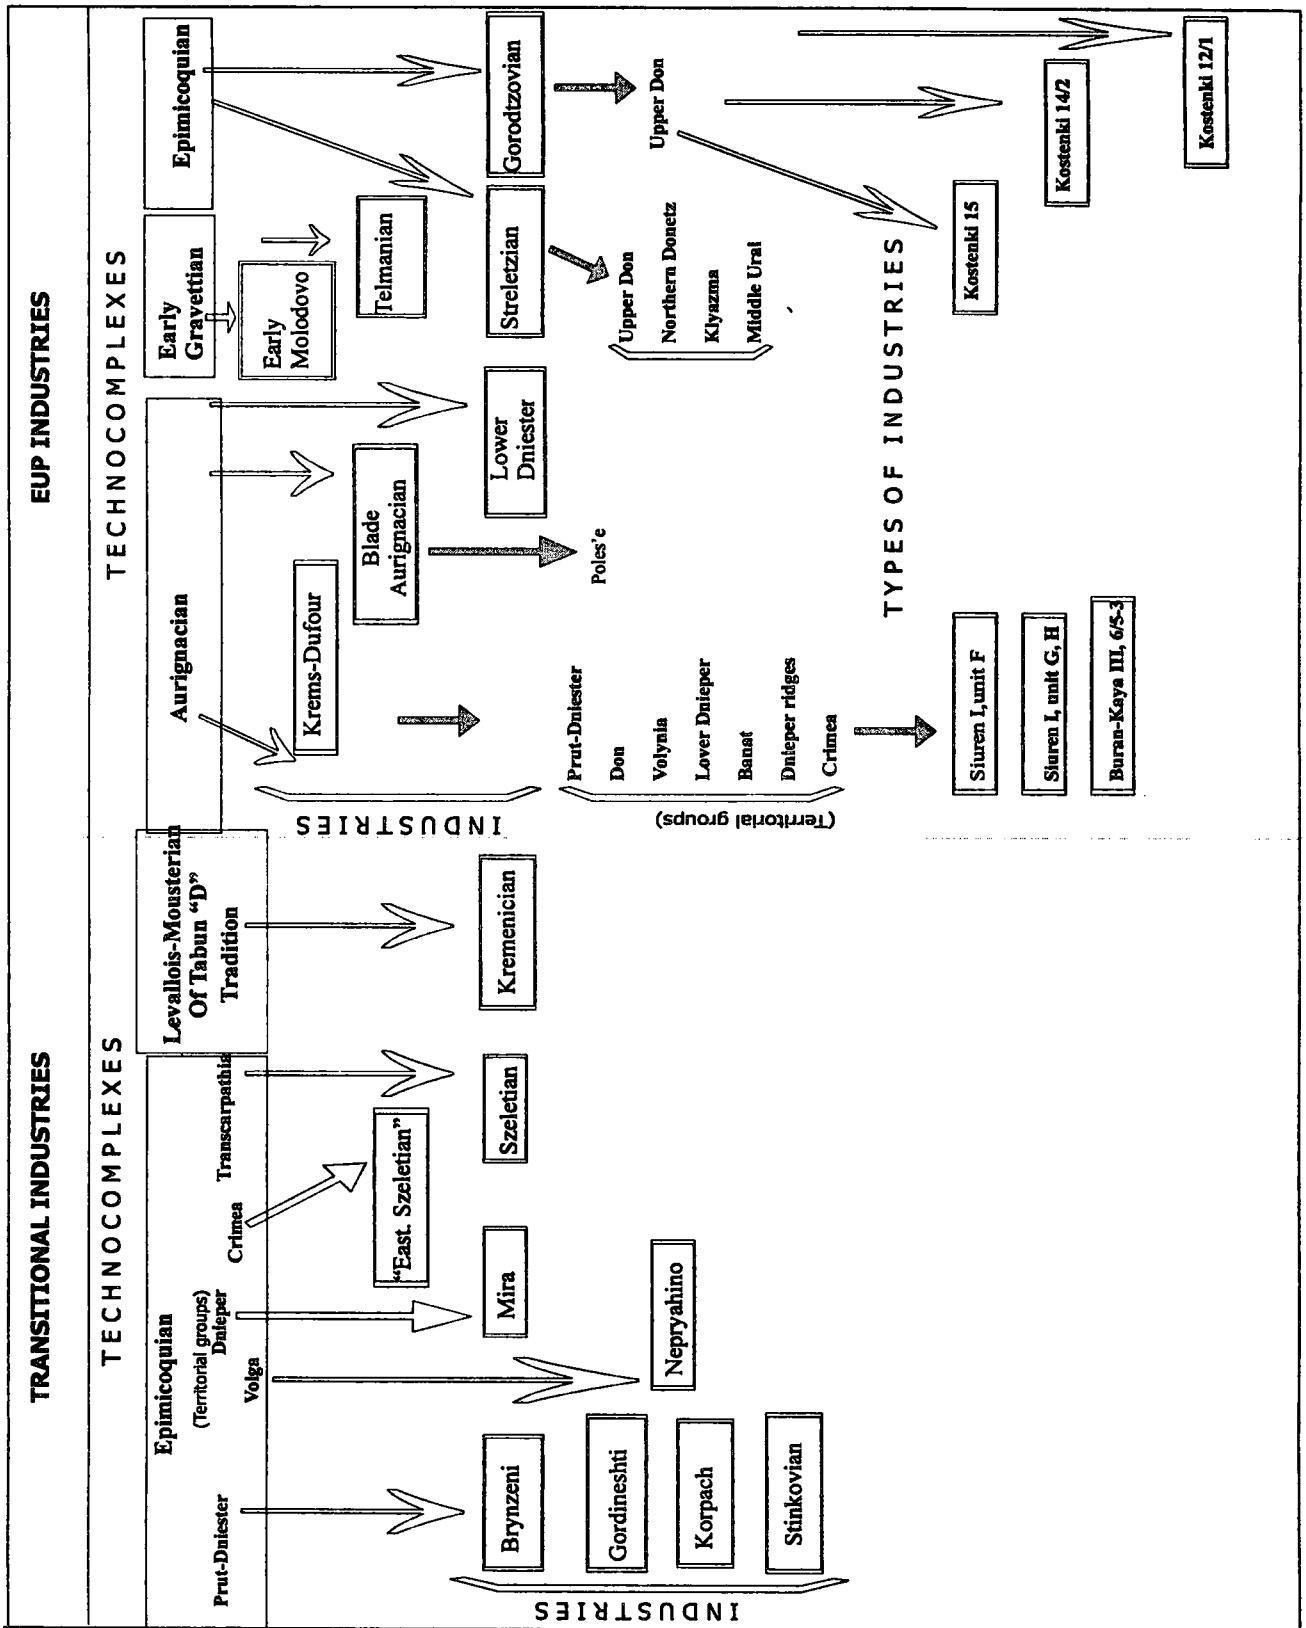 TRANSITIONAL INDUSTRIES
TECHNOCOMPLEXES
Epimicoquian
(Territorial groups)
Prut-Dniester
Volga
Dnieper
Crimea
Transcarpathia
Levallois-Mousterian
Of Tabun “D”
Tradition
“East. Szeletian”
Brynzeni
Mira
Szeletian
Kremenician
Gordineshti
Nepryahino
Korpach
Stinkovian
INDUSTRIES
EUP INDUSTRIES
TECHNOCOMPLEXES
Aurignacian
Early
Gravettian
Epimicoquian
Early
Molodovo
Krems-Dufour
Blade
Aurignacian
Telmanian
Lower
Dniester
Streletzian
Gorodtzovian
INDUSTRIES
Prut-Dniester
Don
Volynia
Lover Dnieper
Banat
Dnieper ridges
Crimea
(Territorial groups)
Poles'e
Upper Don
Northern Donetz
Klyazma
Middle Ural
Upper Don
TYPES OF INDUSTRIES
Siuren I,unit F
Siuren I, unit G, H
Buran-Kaya III, 6/5-3
Kostenki 15
Kostenki 14/2
Kostenki 12/1